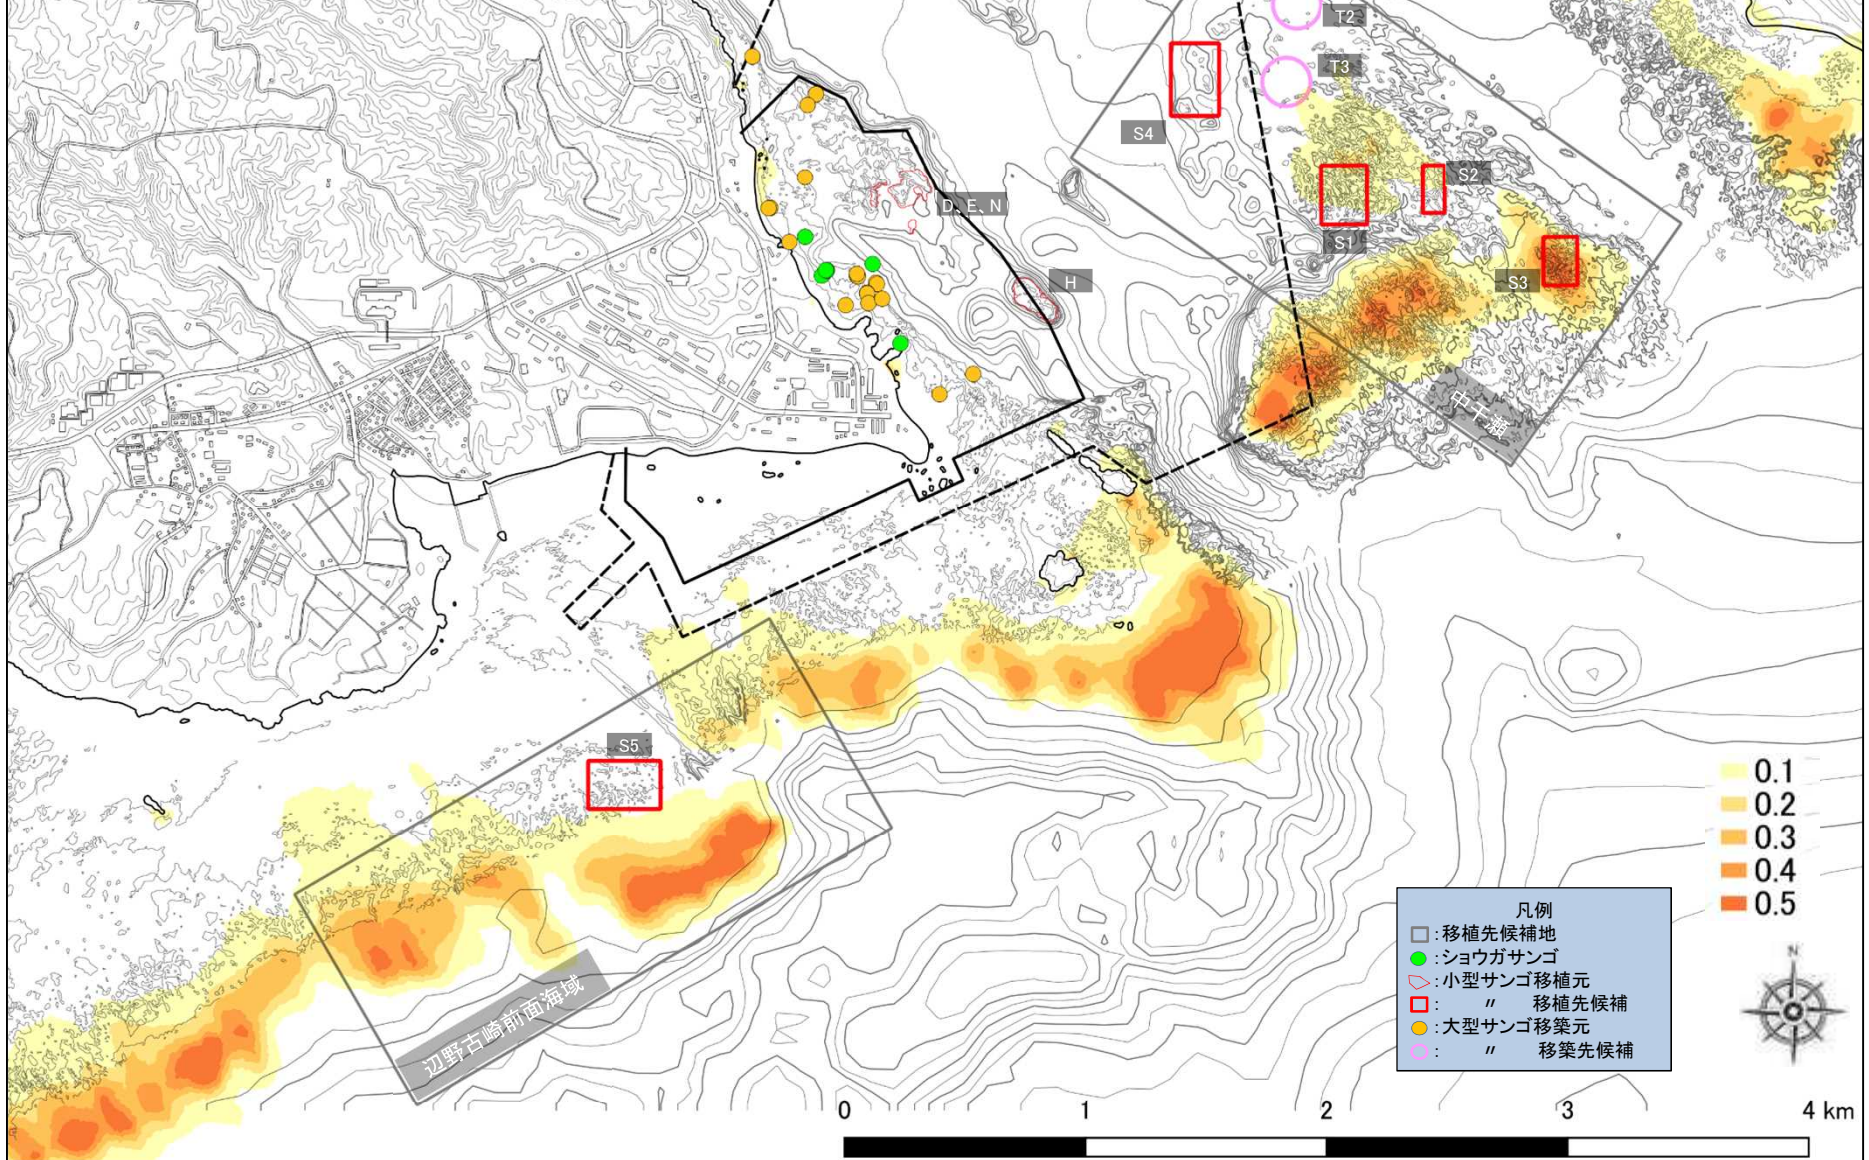 T2
T3
S4
S2
D、E、N
S1
H
S3
中干瀬
S5
0.1
0.2
0.3
0.4
0.5
凡例
:移植先候補地
:ショウガサンゴ
:小型サンゴ移植元
: 〃 移植先候補
:大型サンゴ移築元
: 〃 移築先候補
辺野古崎前面海域
N
0 1 2 3 4 km